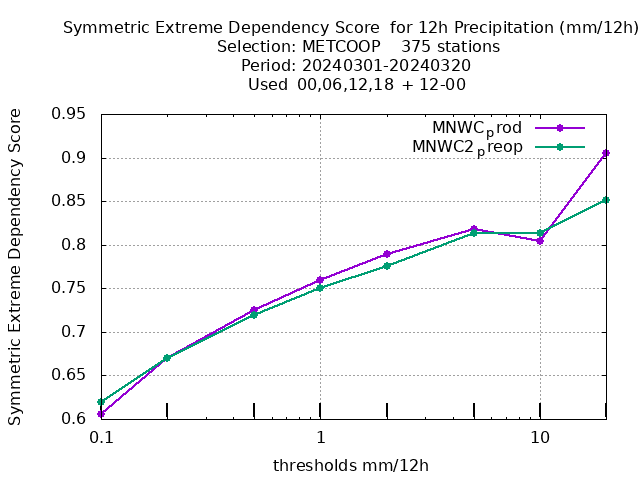 Symmetric Extreme Dependency Score  for 12h Precipitation (mm/12h)
Selection: METCOOP    375 stations
Period: 20240301-20240320
Used  00,06,12,18  + 12-00
Symmetric Extreme Dependency Score
0.95
0.9
0.85
0.8
0.75
0.7
0.65
0.6
MNWCprod
MNWC2preop
0.1 1 10
thresholds mm/12h